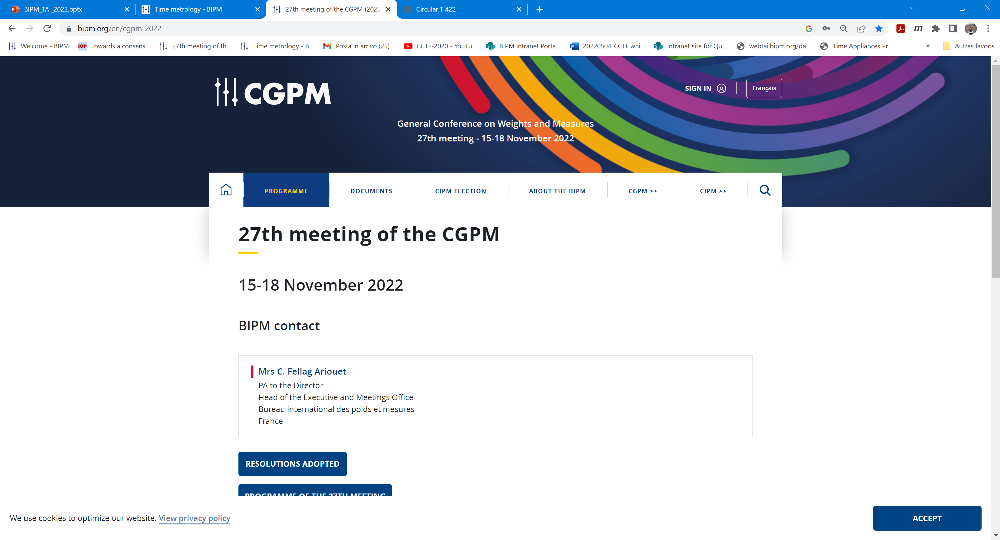 BIPM_TAI_2022.pptx
Time metrology - BIPM
27th meeting of the CGPM (2022
Circular T 422
bipm.org/en/cgpm-2022
Welcome - BIPM
IOP Towards a consens...
27th meeting of th...
Time metrology - B...
Posta in arrivo (25)...
CCTF-2020 - YouTu...
BIPM Intranet Porta...
20220504_CCTF whi...
Intranet site for Qu...
webtai.bipm.org/da...
Time Appliances Pr...
»
Autres favoris
CGPM
SIGN IN
Français
General Conference on Weights and Measures
27th meeting - 15-18 November 2022
PROGRAMME
DOCUMENTS
CIPM ELECTION
ABOUT THE BIPM
CGPM >>
CIPM >>
27th meeting of the CGPM
15-18 November 2022
BIPM contact
Mrs C. Fellag Ariouet
PA to the Director
Head of the Executive and Meetings Office
Bureau international des poids et mesures
France
RESOLUTIONS ADOPTED
PROGRAMME OF THE 27TH MEETING
We use cookies to optimize our website. View privacy policy
ACCEPT